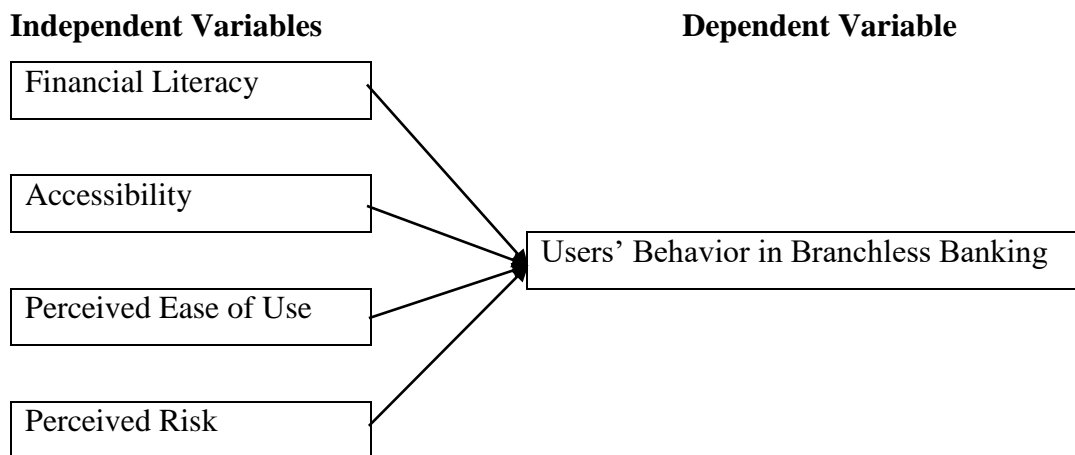 Independent Variables
Dependent Variable
Financial Literacy
Accessibility
Users’ Behavior in Branchless Banking
Perceived Ease of Use
Perceived Risk